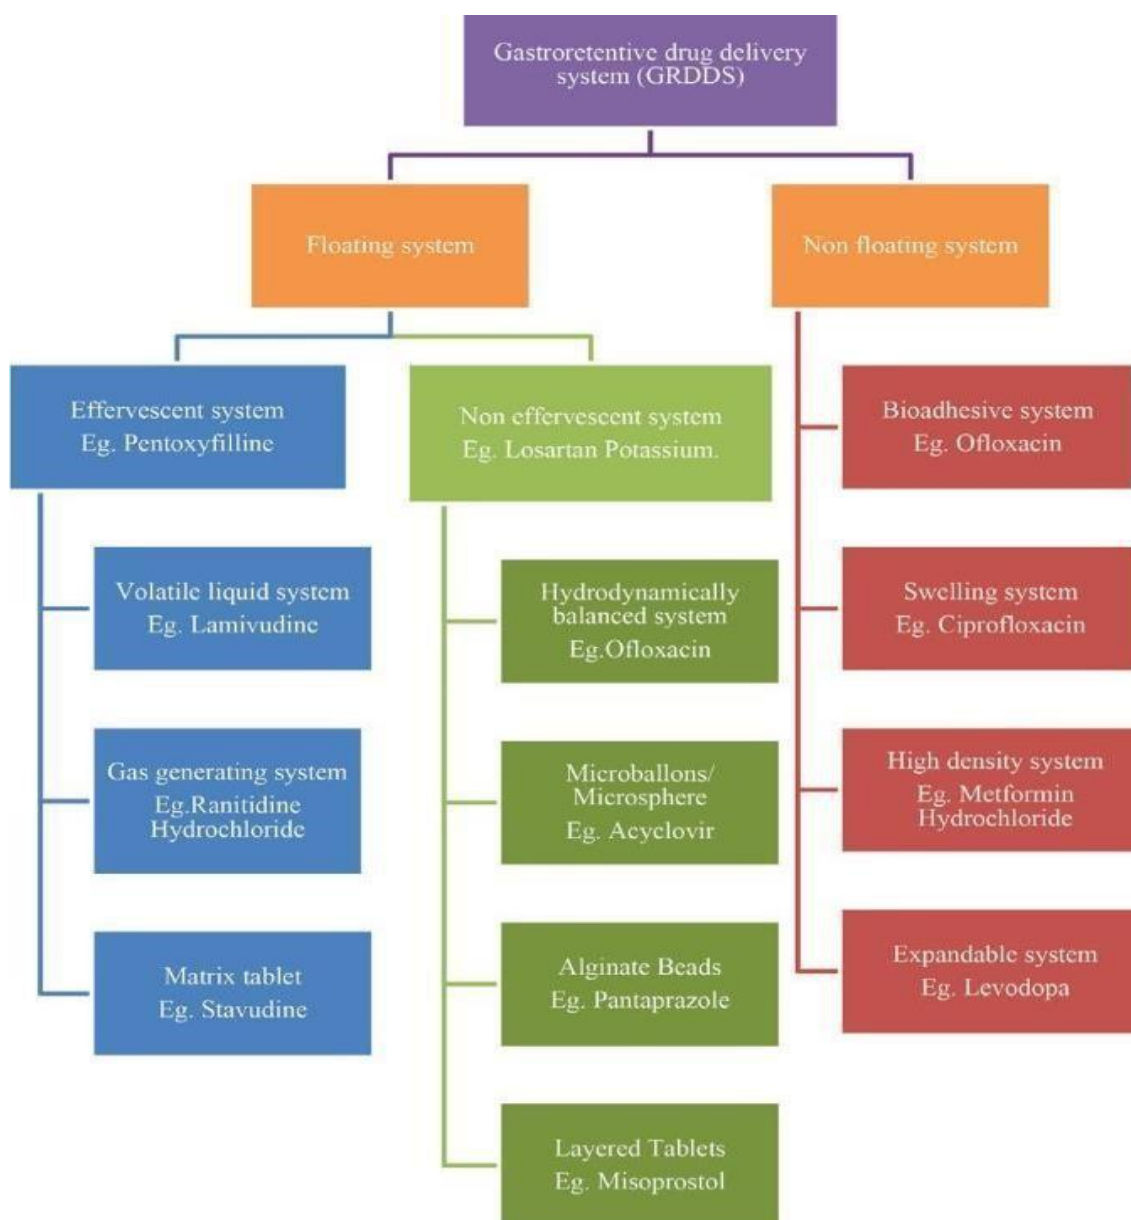 Gastroretentive drug delivery
system (GRDDS)
Floating system
Non floating system
Effervescent system
Eg. Pentoxyfilline
Non effervescent system
Eg. Losartan Potassium.
Bioadhesive system
Eg. Ofloxacin
Volatile liquid system
Eg. Lamivudine
Hydrodynamically
balanced system
Eg.Ofloxacin
Swelling system
Eg. Ciprofloxacin
Gas generating system
Eg.Ranitidine
Hydrochloride
Microballons/
Microsphere
Eg. Acyclovir
High density system
Eg. Metformin
Hydrochloride
Matrix tablet
Eg. Stavudine
Alginate Beads
Eg. Pantaprazole
Expandable system
Eg. Levodopa
Layered Tablets
Eg. Misoprostol